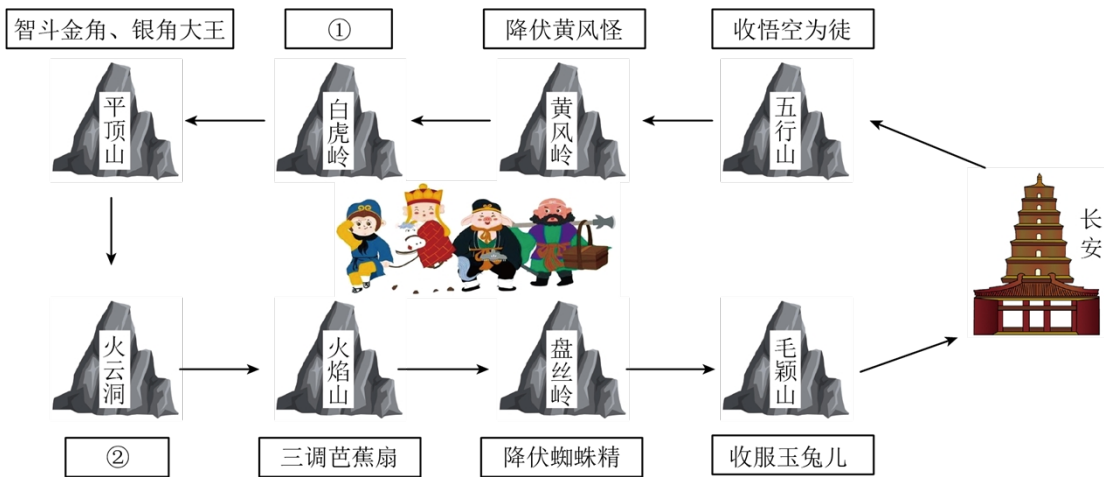 智斗金角、银角大王
①
降伏黄风怪
收悟空为徒
平顶山
白虎岭
黄风岭
五行山
长安
火云洞
火焰山
盘丝岭
毛颖山
②
三调芭蕉扇
降伏蜘蛛精
收服玉兔儿